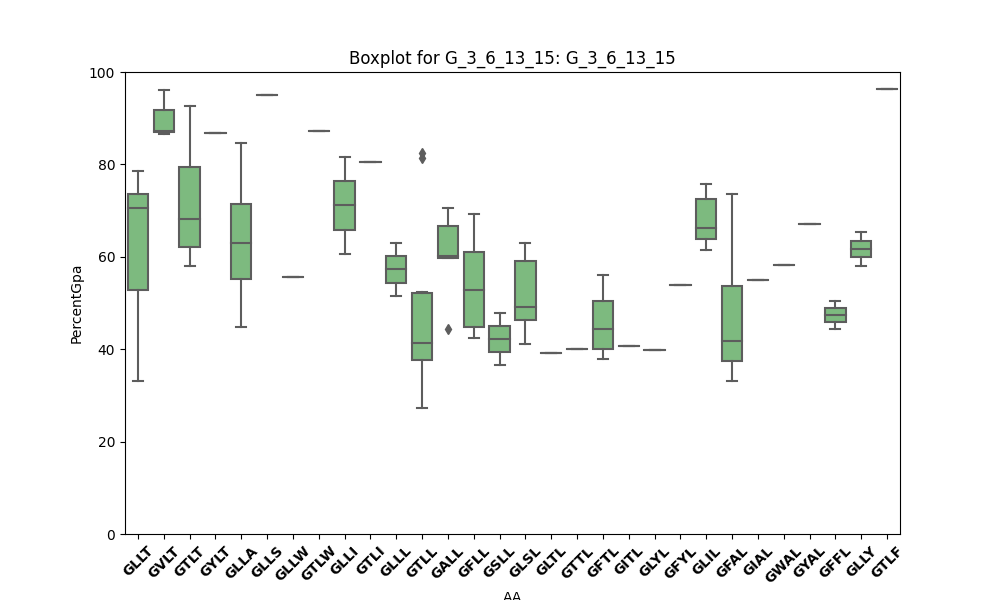 Boxplot for G_3_6_13_15: G_3_6_13_15
PercentGpa
100
80
60
40
20
0
GLLT GVLT GTLT GYLT GLLA GLLS GLLW GTLW GLLI GTLI GLLL GTLL GALL GFLL GSLL GLSL GLTL GTTL GFTL GITL GLYL GFYL GLIL GFAL GIAL GWAL GYAL GFFL GLLY GTLF
AA